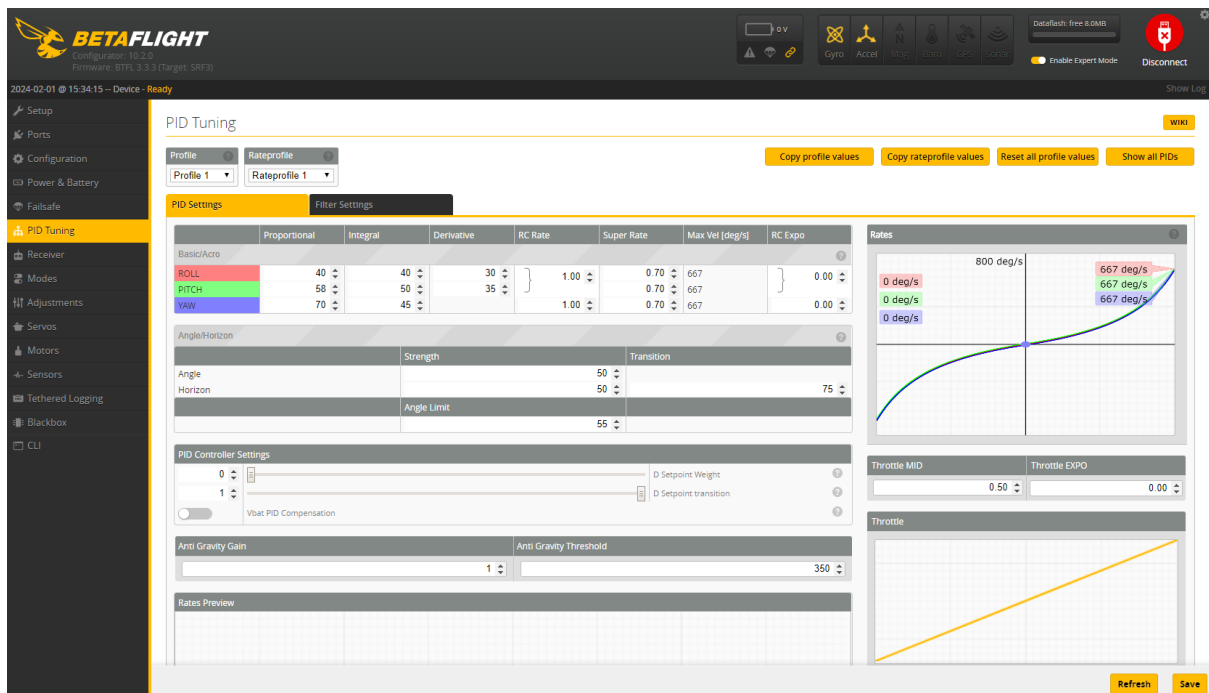 BETAFLIGHT
Configurator: 10.2.0
Firmware: BTFL 3.3.3 (Target: SRF3)
0 V
Gyro Accel Mag Baro GPS Sonar
Dataflash: free 8.0MB
Enable Expert Mode
Disconnect
2024-02-01 @ 15:34:15 -- Device - Ready
Show Log
Setup
Ports
Configuration
Power & Battery
Failsafe
PID Tuning
Receiver
Modes
Adjustments
Servos
Motors
Sensors
Tethered Logging
Blackbox
CLI
PID Tuning
WIKI
Profile
Rateprofile
Profile 1
Rateprofile 1
Copy profile values
Copy rateprofile values
Reset all profile values
Show all PIDs
PID Settings
Filter Settings
Proportional Integral Derivative RC Rate Super Rate Max Vel [deg/s] RC Expo
Basic/Acro
ROLL 40 40 30 1.00 0.70 667 0.00
PITCH 58 50 35 0.70 667
YAW 70 45 1.00 0.70 667 0.00
Angle/Horizon
Strength Transition
Angle 50
Horizon 50 75
Angle Limit
55
PID Controller Settings
0 D Setpoint Weight
1 D Setpoint transition
Vbat PID Compensation
Anti Gravity Gain Anti Gravity Threshold
1 350
Rates Preview
Rates
800 deg/s
0 deg/s
0 deg/s
0 deg/s
667 deg/s
667 deg/s
667 deg/s
Throttle MID Throttle EXPO
0.50 0.00
Throttle
Refresh
Save